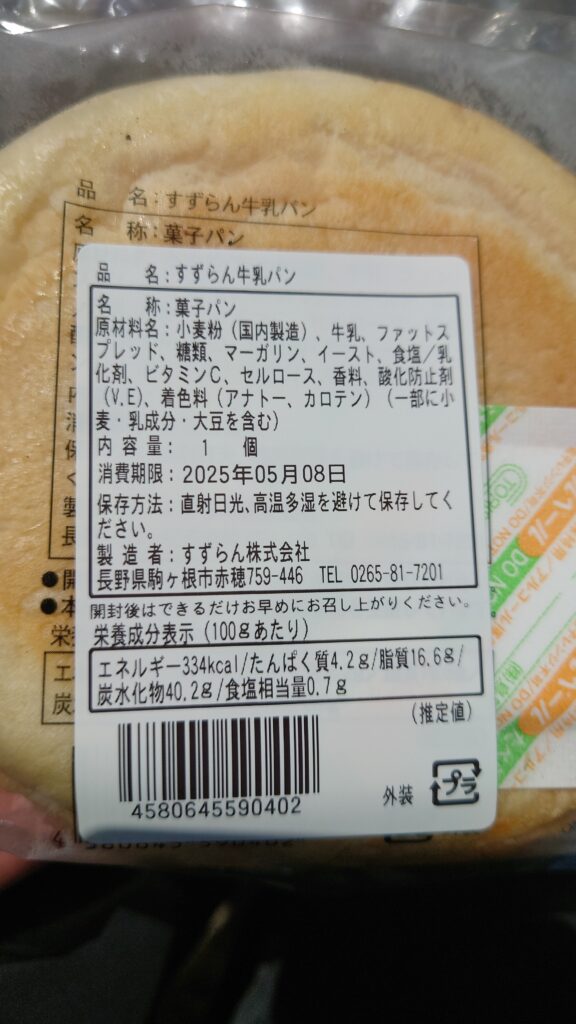 品 名:すずらん牛乳パン
名 称:菓子パン
品 名:すずらん牛乳パン
名 称:菓子パン
原材料名:小麦粉(国内製造)、牛乳、ファットス
プレッド、糖類、マーガリン、イースト、食塩/乳
化剤、ビタミンC、セルロース、香料、酸化防止剤
(V.E)、着色料(アナトー、カロテン)(一部に小
麦・乳成分・大豆を含む)
内 容 量: 1 個
消費期限:2025年05月08日
保存方法:直射日光、高温多湿を避けて保存してく
ださい。
製 造 者:すずらん株式会社
長野県駒ヶ根市赤穂759-446 TEL 0265-81-7201
開封後はできるだけお早めにお召し上がりください。
栄養成分表示(100gあたり)
エネルギー334kcal/たんぱく質4.2g/脂質16.6g/
炭水化物40.2g/食塩相当量0.7g
(推定値)
4580645590402
外装 プラ